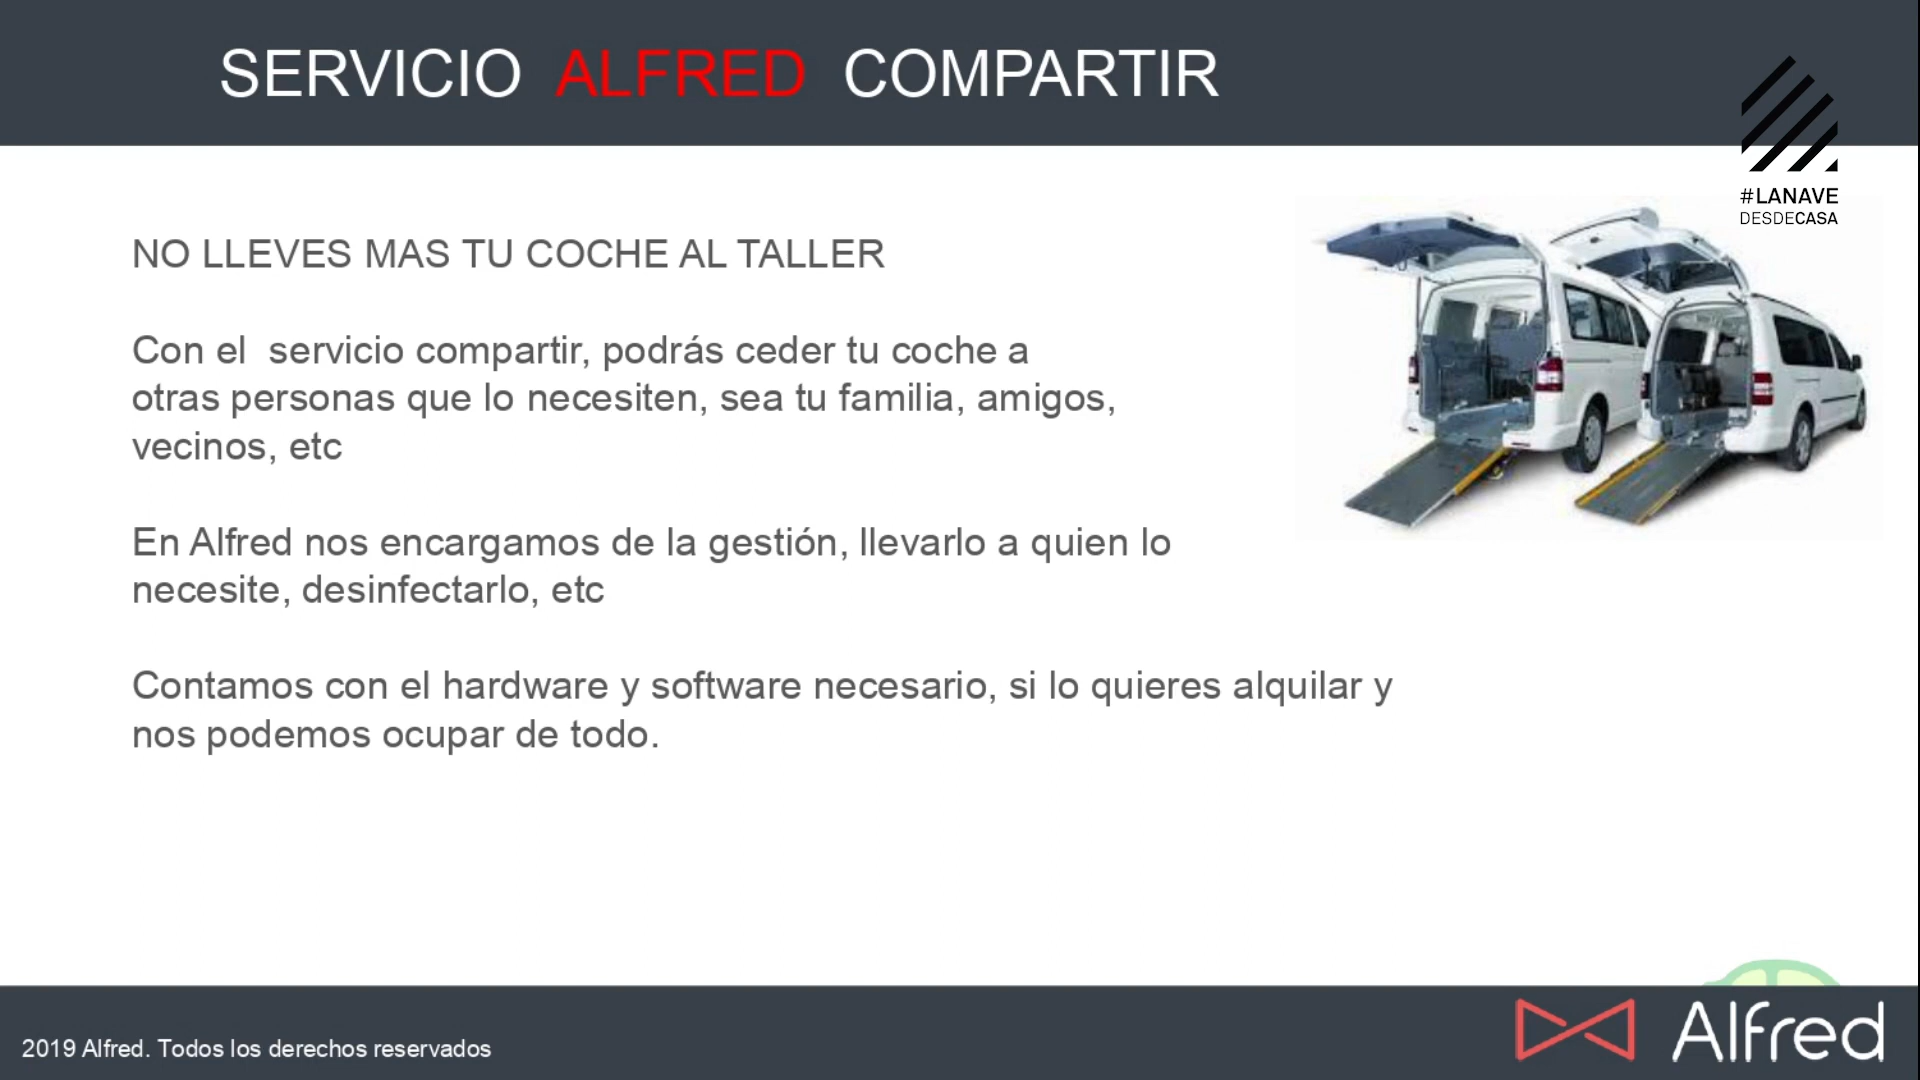 SERVICIO ALFRED COMPARTIR
#LANAVE
DESDECASA
NO LLEVES MAS TU COCHE AL TALLER
Con el  servicio compartir, podrás ceder tu coche a
otras personas que lo necesiten, sea tu familia, amigos,
vecinos, etc
En Alfred nos encargamos de la gestión, llevarlo a quien lo
necesite, desinfectarlo, etc
Contamos con el hardware y software necesario, si lo quieres alquilar y
nos podemos ocupar de todo.
2019 Alfred. Todos los derechos reservados
Alfred